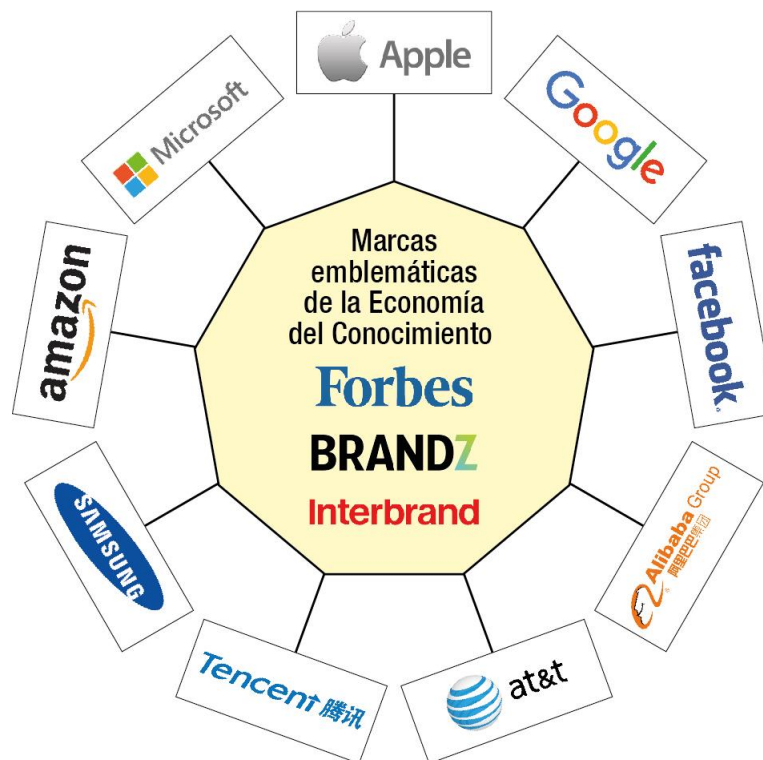 Apple
Google
facebook
Alibaba Group
阿里巴巴集团
at&t
Tencent 腾讯
SAMSUNG
amazon
Microsoft
Marcas
emblemáticas
de la Economía
del Conocimiento
Forbes
BRANDZ
Interbrand